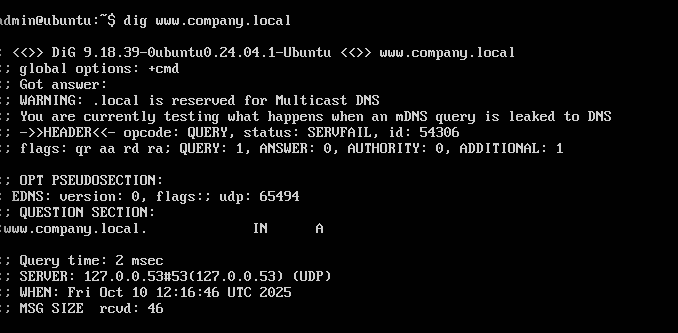 admin@ubuntu:~$ dig www.company.local
; <<>> DiG 9.18.39-0ubuntu0.24.04.1-Ubuntu <<>> www.company.local
;; global options: +cmd
;; Got answer:
;; WARNING: .local is reserved for Multicast DNS
;; You are currently testing what happens when an mDNS query is leaked to DNS
;; ->>HEADER<<- opcode: QUERY, status: SERVFAIL, id: 54306
;; flags: qr aa rd ra; QUERY: 1, ANSWER: 0, AUTHORITY: 0, ADDITIONAL: 1
;; OPT PSEUDOSECTION:
; EDNS: version: 0, flags:; udp: 65494
;; QUESTION SECTION:
;www.company.local. IN A
;; Query time: 2 msec
;; SERVER: 127.0.0.53#53(127.0.0.53) (UDP)
;; WHEN: Fri Oct 10 12:16:46 UTC 2025
;; MSG SIZE rcvd: 46